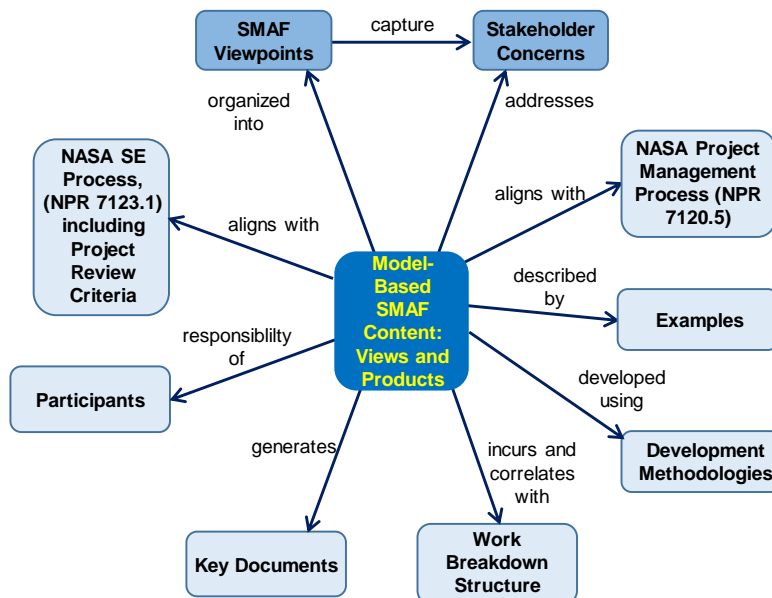 SMAF
Viewpoints
capture
Stakeholder
Concerns
organized
into
addresses
NASA SE
Process,
(NPR 7123.1)
including
Project
Review
Criteria
aligns with
aligns with
NASA Project
Management
Process (NPR
7120.5)
Model-
Based
SMAF
Content:
Views and
Products
described
by
Examples
responsiblilty
of
Participants
developed
using
Development
Methodologies
generates
incurs and
correlates
with
Key Documents
Work
Breakdown
Structure